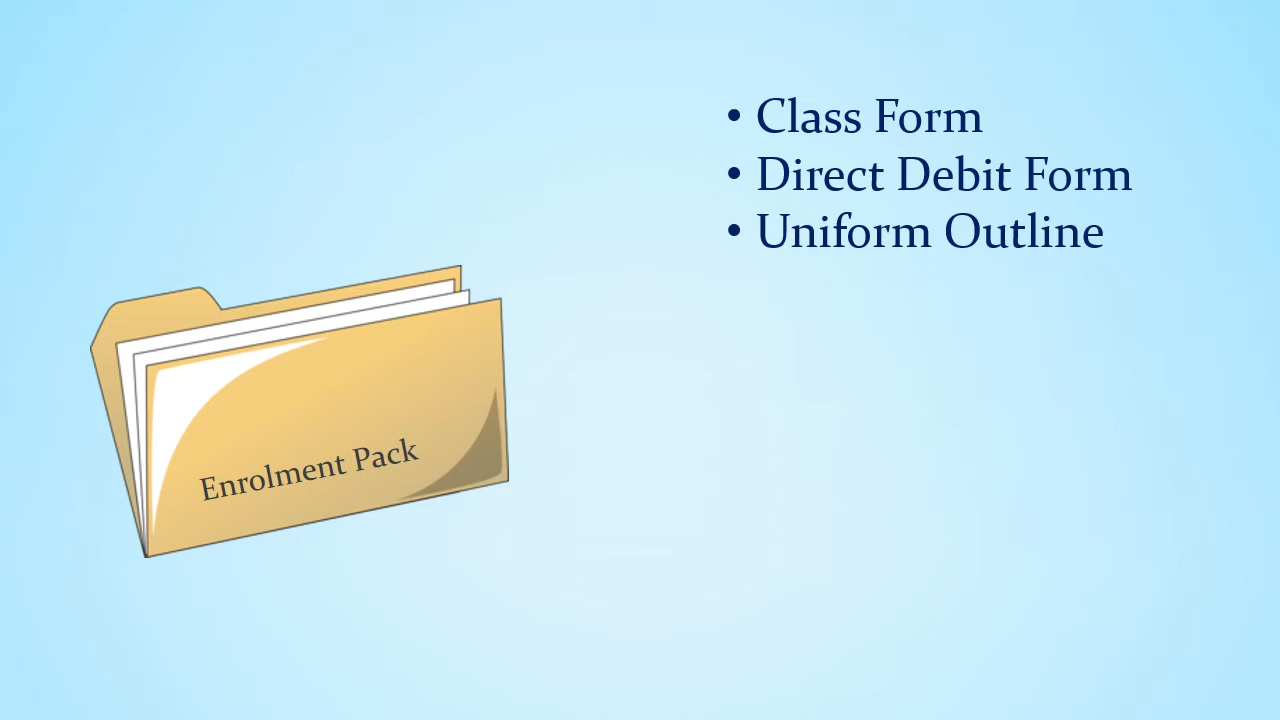 • Class Form
• Direct Debit Form
• Uniform Outline
Enrolment Pack